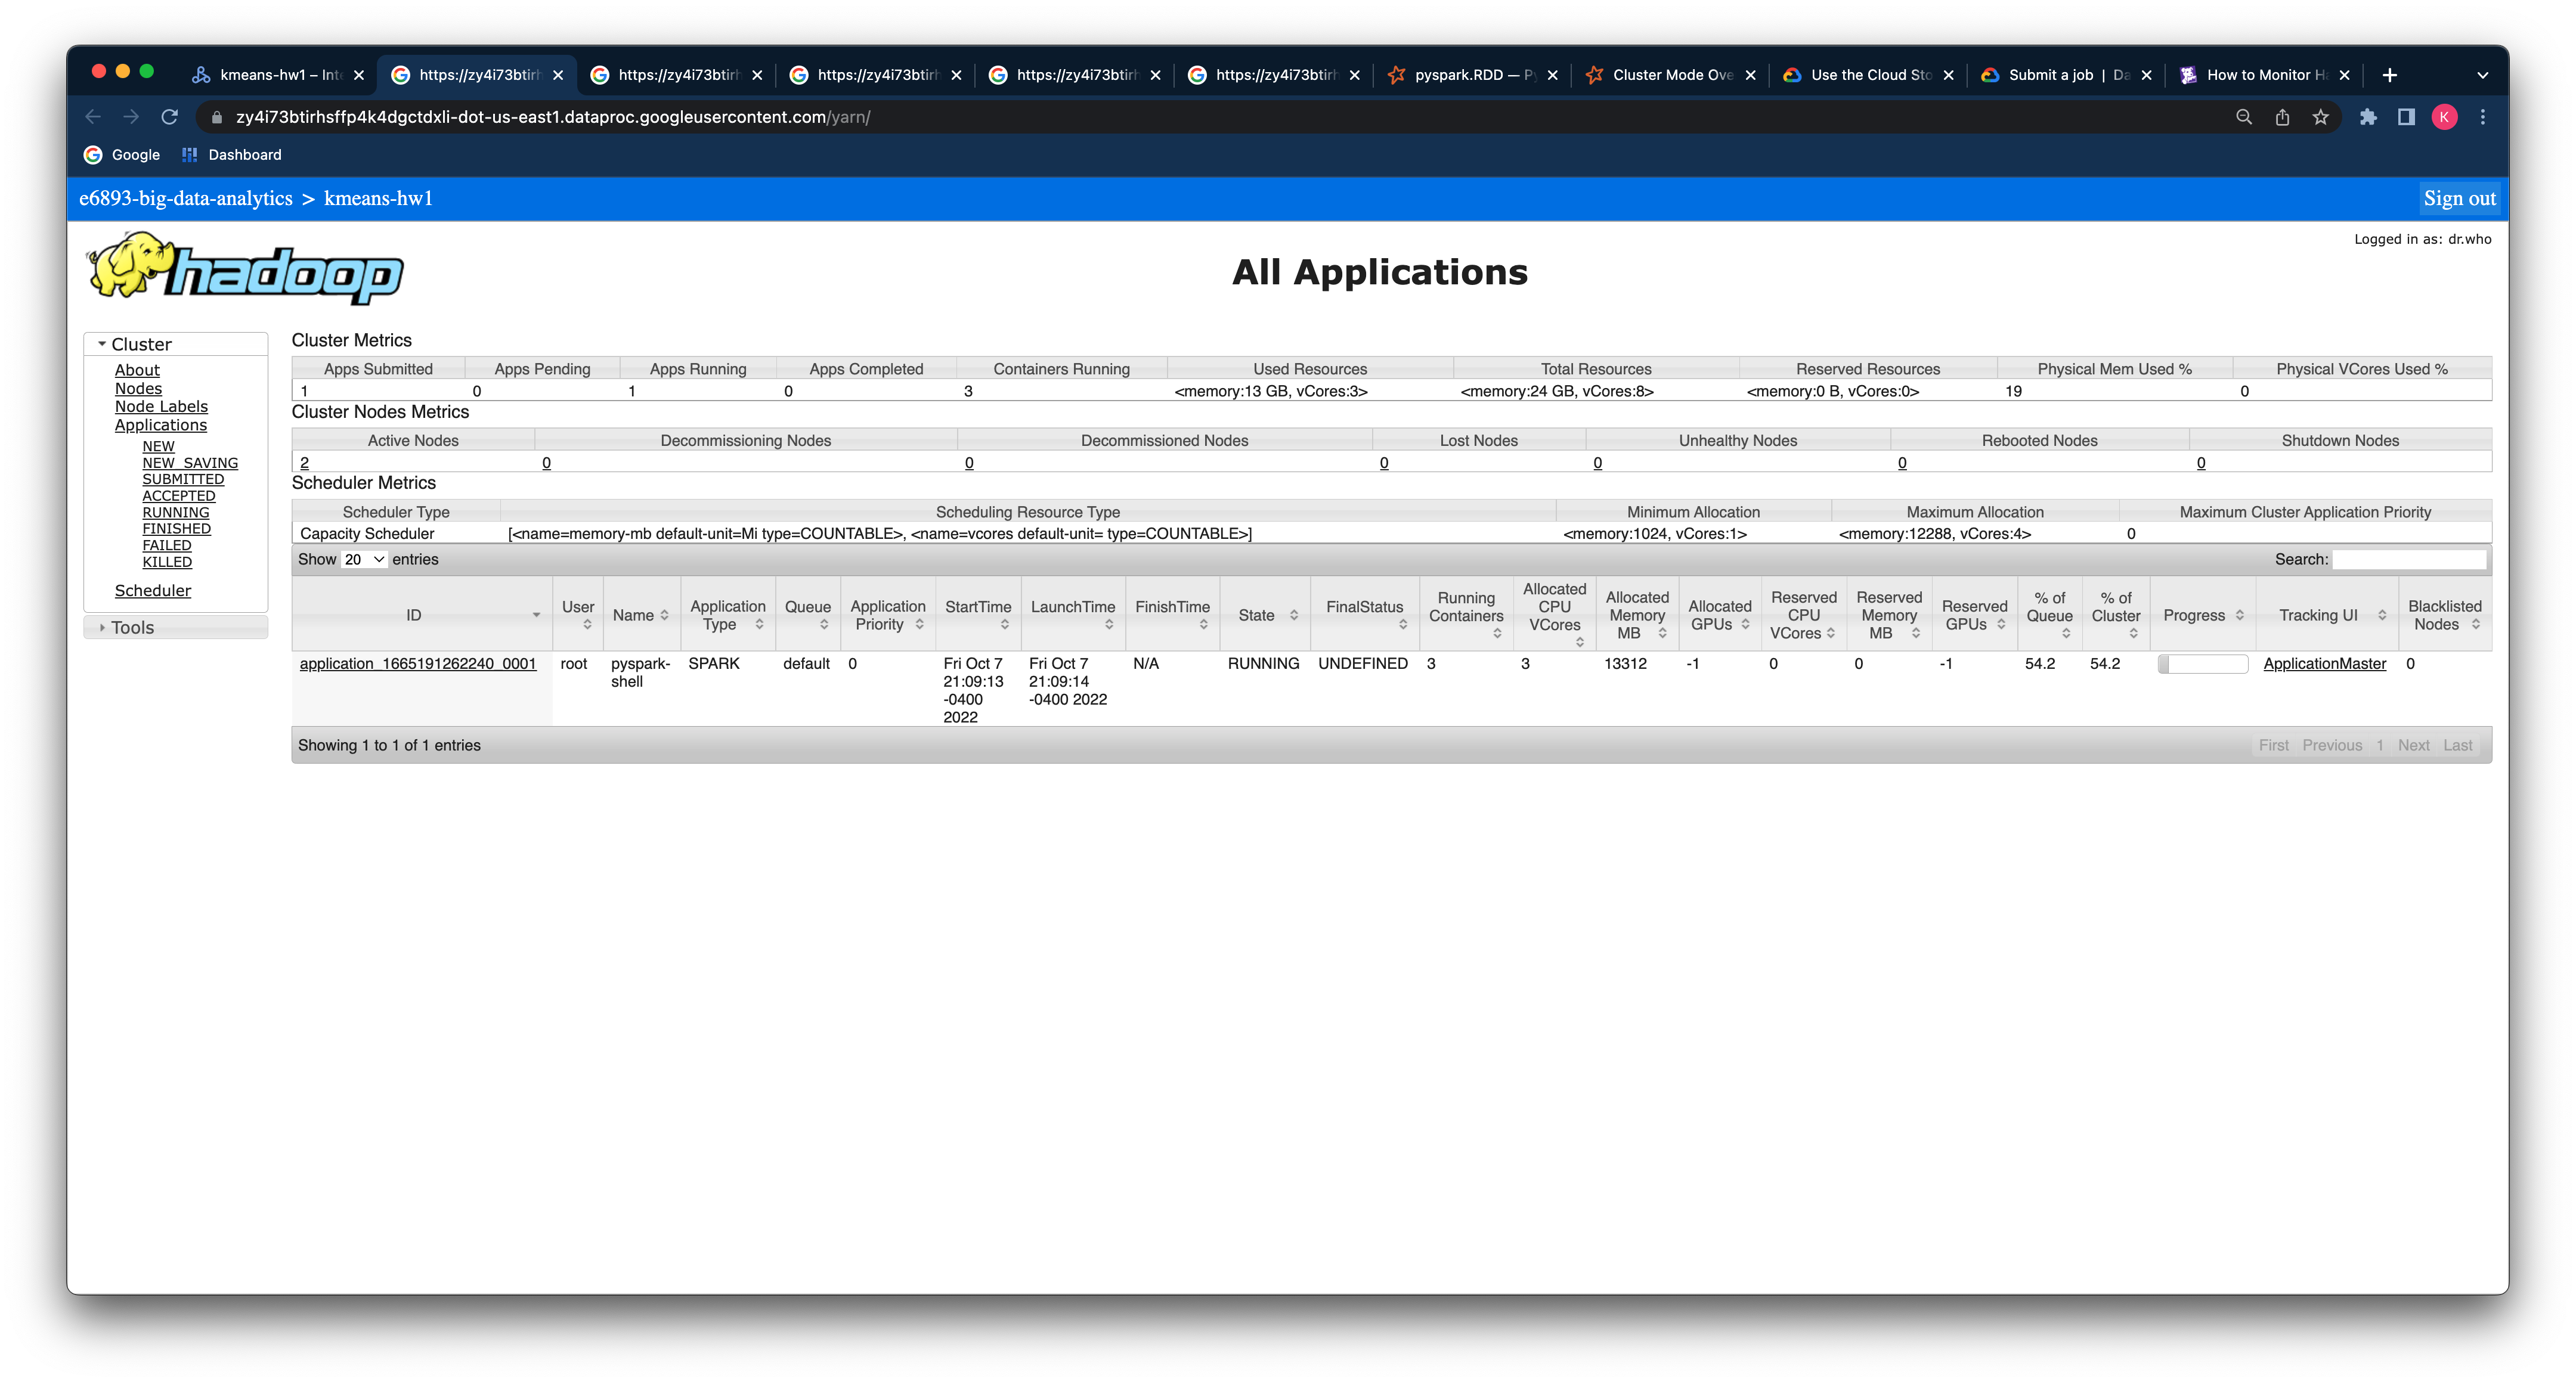 kmeans-hw1 – Inte
https://zy4i73btirh
https://zy4i73btirh
https://zy4i73btirh
https://zy4i73btirh
https://zy4i73btirh
pyspark.RDD — Py
Cluster Mode Ove
Use the Cloud Sto
Submit a job | Da
How to Monitor Ha
zy4i73btirhsffp4k4dgctdxli-dot-us-east1.dataproc.googleusercontent.com/yarn/
K
Google
Dashboard
e6893-big-data-analytics > kmeans-hw1
Sign out
hadoop
All Applications
Logged in as: dr.who
Cluster
About
Nodes
Node Labels
Applications
NEW
NEW_SAVING
SUBMITTED
ACCEPTED
RUNNING
FINISHED
FAILED
KILLED
Scheduler
Tools
Cluster Metrics
Apps Submitted Apps Pending Apps Running Apps Completed Containers Running Used Resources Total Resources Reserved Resources Physical Mem Used % Physical VCores Used %
1 0 1 0 3 <memory:13 GB, vCores:3> <memory:24 GB, vCores:8> <memory:0 B, vCores:0> 19 0
Cluster Nodes Metrics
Active Nodes Decommissioning Nodes Decommissioned Nodes Lost Nodes Unhealthy Nodes Rebooted Nodes Shutdown Nodes
2 0 0 0 0 0 0
Scheduler Metrics
Scheduler Type Scheduling Resource Type Minimum Allocation Maximum Allocation Maximum Cluster Application Priority
Capacity Scheduler [<name=memory-mb default-unit=Mi type=COUNTABLE>, <name=vcores default-unit= type=COUNTABLE>] <memory:1024, vCores:1> <memory:12288, vCores:4> 0
Show 20 entries
Search:
ID User Name Application Type Queue Application Priority StartTime LaunchTime FinishTime State FinalStatus Running Containers Allocated CPU VCores Allocated Memory MB Allocated GPUs Reserved CPU VCores Reserved Memory MB Reserved GPUs % of Queue % of Cluster Progress Tracking UI Blacklisted Nodes
application_1665191262240_0001 root pyspark-shell SPARK default 0 Fri Oct 7 21:09:13 -0400 2022 Fri Oct 7 21:09:14 -0400 2022 N/A RUNNING UNDEFINED 3 3 13312 -1 0 0 -1 54.2 54.2 ApplicationMaster 0
Showing 1 to 1 of 1 entries
First Previous 1 Next Last